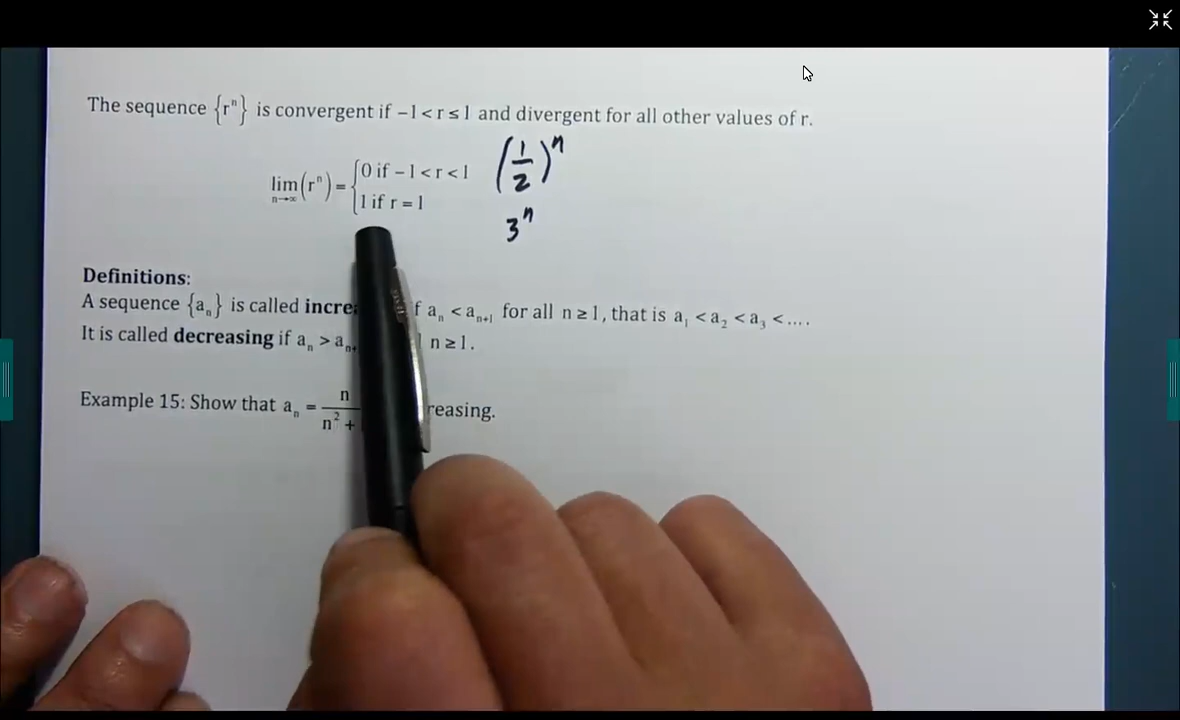 The sequence {rⁿ} is convergent if −1 < r ≤ 1 and divergent for all other values of r.
lim n→∞ (rⁿ) = { 0 if −1 < r < 1
1 if r = 1
(1/2)ⁿ
3ⁿ
Definitions:
A sequence {aₙ} is called incre f aₙ < aₙ₊₁ for all n ≥ 1, that is a₁ < a₂ < a₃ < ....
It is called decreasing if aₙ > aₙ₊ n ≥ 1.
Example 15: Show that aₙ = n / n² + reasing.